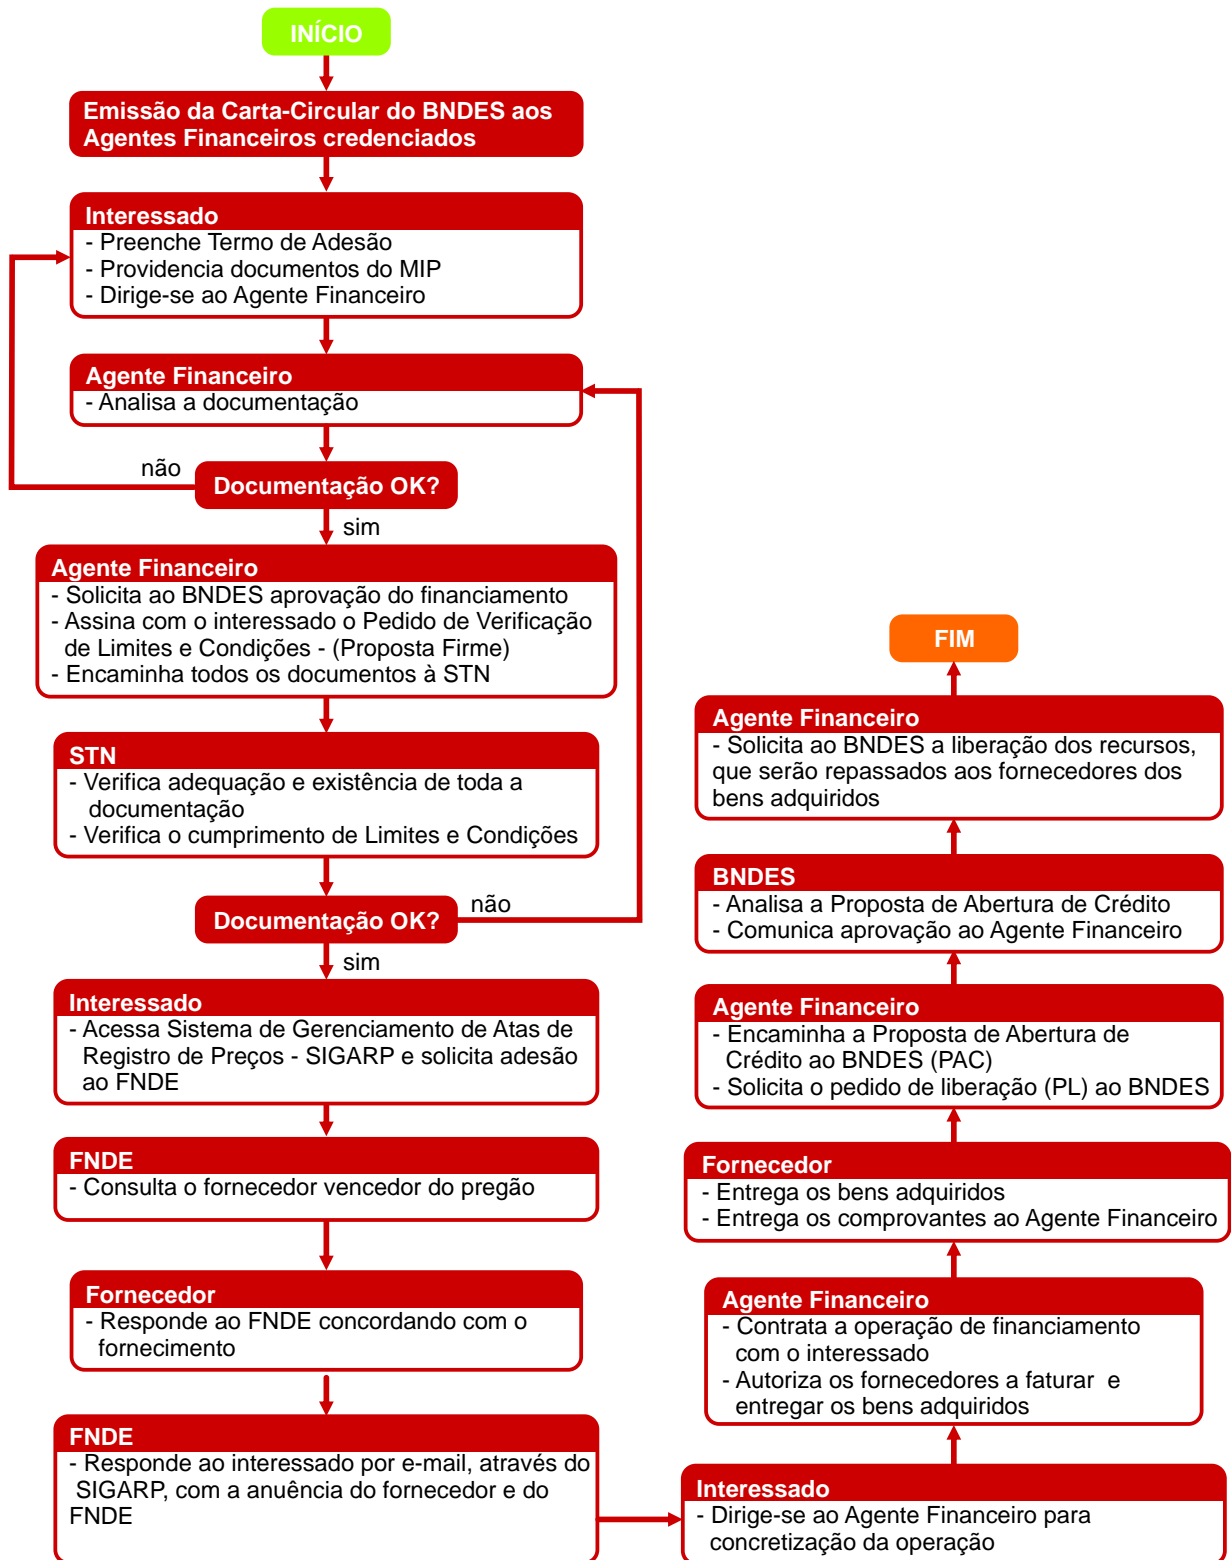 INÍCIO
Emissão da Carta-Circular do BNDES aos
Agentes Financeiros credenciados
Interessado
- Preenche Termo de Adesão
- Providencia documentos do MIP
- Dirige-se ao Agente Financeiro
Agente Financeiro
- Analisa a documentação
não
Documentação OK?
sim
Agente Financeiro
- Solicita ao BNDES aprovação do financiamento
- Assina com o interessado o Pedido de Verificação
de Limites e Condições - (Proposta Firme)
- Encaminha todos os documentos à STN
STN
- Verifica adequação e existência de toda a
documentação
- Verifica o cumprimento de Limites e Condições
Documentação OK?
não
sim
Interessado
- Acessa Sistema de Gerenciamento de Atas de
Registro de Preços - SIGARP e solicita adesão
ao FNDE
FNDE
- Consulta o fornecedor vencedor do pregão
Fornecedor
- Responde ao FNDE concordando com o
fornecimento
FNDE
- Responde ao interessado por e-mail, através do
SIGARP, com a anuência do fornecedor e do
FNDE
Interessado
- Dirige-se ao Agente Financeiro para
concretização da operação
Agente Financeiro
- Contrata a operação de financiamento
com o interessado
- Autoriza os fornecedores a faturar e
entregar os bens adquiridos
Fornecedor
- Entrega os bens adquiridos
- Entrega os comprovantes ao Agente Financeiro
Agente Financeiro
- Encaminha a Proposta de Abertura de
Crédito ao BNDES (PAC)
- Solicita o pedido de liberação (PL) ao BNDES
BNDES
- Analisa a Proposta de Abertura de Crédito
- Comunica aprovação ao Agente Financeiro
Agente Financeiro
- Solicita ao BNDES a liberação dos recursos,
que serão repassados aos fornecedores dos
bens adquiridos
FIM